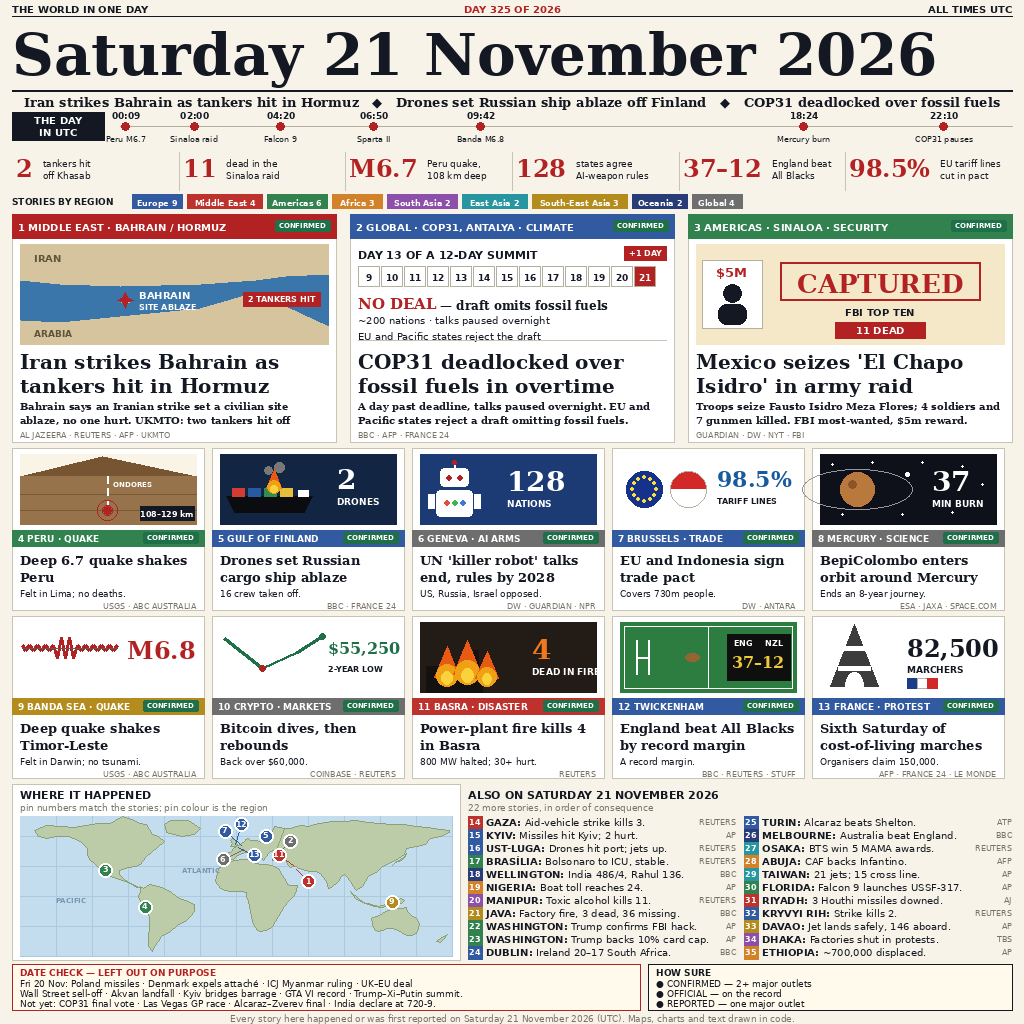 THE WORLD IN ONE DAY
DAY 325 OF 2026
ALL TIMES UTC
Saturday 21 November 2026
Iran strikes Bahrain as tankers hit in Hormuz ◆ Drones set Russian ship ablaze off Finland ◆ COP31 deadlocked over fossil fuels
THE DAY
IN UTC
00:09
Peru M6.7
02:00
Sinaloa raid
04:20
Falcon 9
06:50
Sparta II
09:42
Banda M6.8
18:24
Mercury burn
22:10
COP31 pauses
2 tankers hit
off Khasab
11 dead in the
Sinaloa raid
M6.7 Peru quake,
108 km deep
128 states agree
AI-weapon rules
37–12 England beat
All Blacks
98.5% EU tariff lines
cut in pact
STORIES BY REGION
Europe 9
Middle East 4
Americas 6
Africa 3
South Asia 2
East Asia 2
South-East Asia 3
Oceania 2
Global 4
1 MIDDLE EAST · BAHRAIN / HORMUZ
CONFIRMED
IRAN
BAHRAIN
SITE ABLAZE
2 TANKERS HIT
ARABIA
Iran strikes Bahrain as
tankers hit in Hormuz
Bahrain says an Iranian strike set a civilian site
ablaze, no one hurt. UKMTO: two tankers hit off
AL JAZEERA · REUTERS · AFP · UKMTO
2 GLOBAL · COP31, ANTALYA · CLIMATE
CONFIRMED
DAY 13 OF A 12-DAY SUMMIT
+1 DAY
9 10 11 12 13 14 15 16 17 18 19 20 21
NO DEAL — draft omits fossil fuels
~200 nations · talks paused overnight
EU and Pacific states reject the draft
COP31 deadlocked over
fossil fuels in overtime
A day past deadline, talks paused overnight. EU and
Pacific states reject a draft omitting fossil fuels.
BBC · AFP · FRANCE 24
3 AMERICAS · SINALOA · SECURITY
CONFIRMED
$5M
CAPTURED
FBI TOP TEN
11 DEAD
Mexico seizes 'El Chapo
Isidro' in army raid
Troops seize Fausto Isidro Meza Flores; 4 soldiers and
7 gunmen killed. FBI most-wanted, $5m reward.
GUARDIAN · DW · NYT · FBI
ONDORES
108–129 km
4 PERU · QUAKE
CONFIRMED
Deep 6.7 quake shakes
Peru
Felt in Lima; no deaths.
USGS · ABC AUSTRALIA
2
DRONES
5 GULF OF FINLAND
CONFIRMED
Drones set Russian
cargo ship ablaze
16 crew taken off.
BBC · FRANCE 24
128
NATIONS
6 GENEVA · AI ARMS
CONFIRMED
UN 'killer robot' talks
end, rules by 2028
US, Russia, Israel opposed.
DW · GUARDIAN · NPR
98.5%
TARIFF LINES
7 BRUSSELS · TRADE
CONFIRMED
EU and Indonesia sign
trade pact
Covers 730m people.
DW · ANTARA
37
MIN BURN
8 MERCURY · SCIENCE
CONFIRMED
BepiColombo enters
orbit around Mercury
Ends an 8-year journey.
ESA · JAXA · SPACE.COM
M6.8
9 BANDA SEA · QUAKE
CONFIRMED
Deep quake shakes
Timor-Leste
Felt in Darwin; no tsunami.
USGS · ABC AUSTRALIA
$55,250
2-YEAR LOW
10 CRYPTO · MARKETS
CONFIRMED
Bitcoin dives, then
rebounds
Back over $60,000.
COINBASE · REUTERS
4
DEAD IN FIRE
11 BASRA · DISASTER
CONFIRMED
Power-plant fire kills 4
in Basra
800 MW halted; 30+ hurt.
REUTERS
ENG NZL
37–12
12 TWICKENHAM
CONFIRMED
England beat All Blacks
by record margin
A record margin.
BBC · REUTERS · STUFF
82,500
MARCHERS
13 FRANCE · PROTEST
CONFIRMED
Sixth Saturday of
cost-of-living marches
Organisers claim 150,000.
AFP · FRANCE 24 · LE MONDE
WHERE IT HAPPENED
pin numbers match the stories; pin colour is the region
7
12
5
2
6
13
11
3
ATLANTIC
1
PACIFIC
4
9
ALSO ON SATURDAY 21 NOVEMBER 2026
22 more stories, in order of consequence
14 GAZA: Aid-vehicle strike kills 3. REUTERS
15 KYIV: Missiles hit Kyiv; 2 hurt. AP
16 UST-LUGA: Drones hit port; jets up. REUTERS
17 BRASÍLIA: Bolsonaro to ICU, stable. REUTERS
18 WELLINGTON: India 486/4, Rahul 136. BBC
19 NIGERIA: Boat toll reaches 24. AP
20 MANIPUR: Toxic alcohol kills 11. REUTERS
21 JAVA: Factory fire, 3 dead, 36 missing. BBC
22 WASHINGTON: Trump confirms FBI hack. AP
23 WASHINGTON: Trump backs 10% card cap. AP
24 DUBLIN: Ireland 20–17 South Africa. BBC
25 TURIN: Alcaraz beats Shelton. ATP
26 MELBOURNE: Australia beat England. BBC
27 OSAKA: BTS win 5 MAMA awards. REUTERS
28 ABUJA: CAF backs Infantino. AFP
29 TAIWAN: 21 jets; 15 cross line. AP
30 FLORIDA: Falcon 9 launches USSF-317. AP
31 RIYADH: 3 Houthi missiles downed. AJ
32 KRYVYI RIH: Strike kills 2. REUTERS
33 DAVAO: Jet lands safely, 146 aboard. AP
34 DHAKA: Factories shut in protests. TBS
35 ETHIOPIA: ~700,000 displaced. AP
DATE CHECK — LEFT OUT ON PURPOSE
Fri 20 Nov: Poland missiles · Denmark expels attaché · ICJ Myanmar ruling · UK–EU deal
Wall Street sell-off · Akvan landfall · Kyiv bridges barrage · GTA VI record · Trump–Xi–Putin summit.
Not yet: COP31 final vote · Las Vegas GP race · Alcaraz–Zverev final · India declare at 720-9.
HOW SURE
● CONFIRMED — 2+ major outlets
● OFFICIAL — on the record
● REPORTED — one major outlet
Every story here happened or was first reported on Saturday 21 November 2026 (UTC). Maps, charts and text drawn in code.